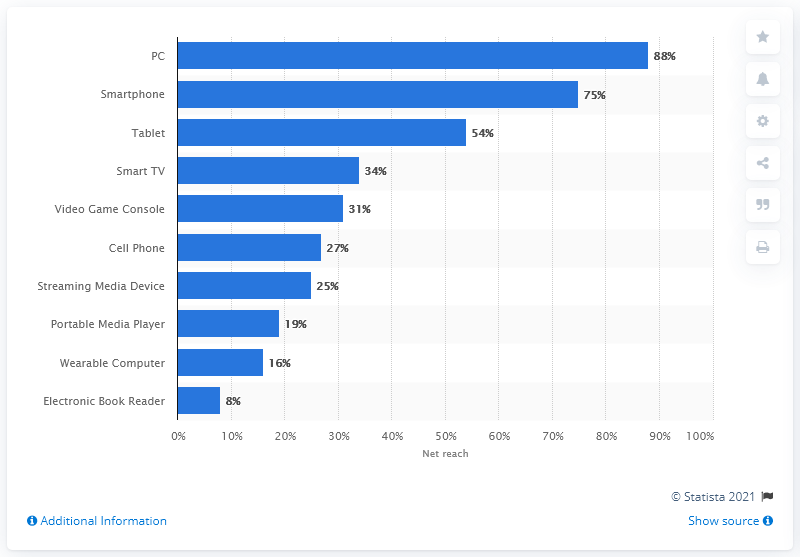 PC 88%
Smartphone 75%
Tablet 54%
Smart TV 34%
Video Game Console 31%
Cell Phone 27%
Streaming Media Device 25%
Portable Media Player 19%
Wearable Computer 16%
Electronic Book Reader 8%
0% 10% 20% 30% 40% 50% 60% 70% 80% 90% 100%
Net reach
© Statista 2021
Additional Information Show source